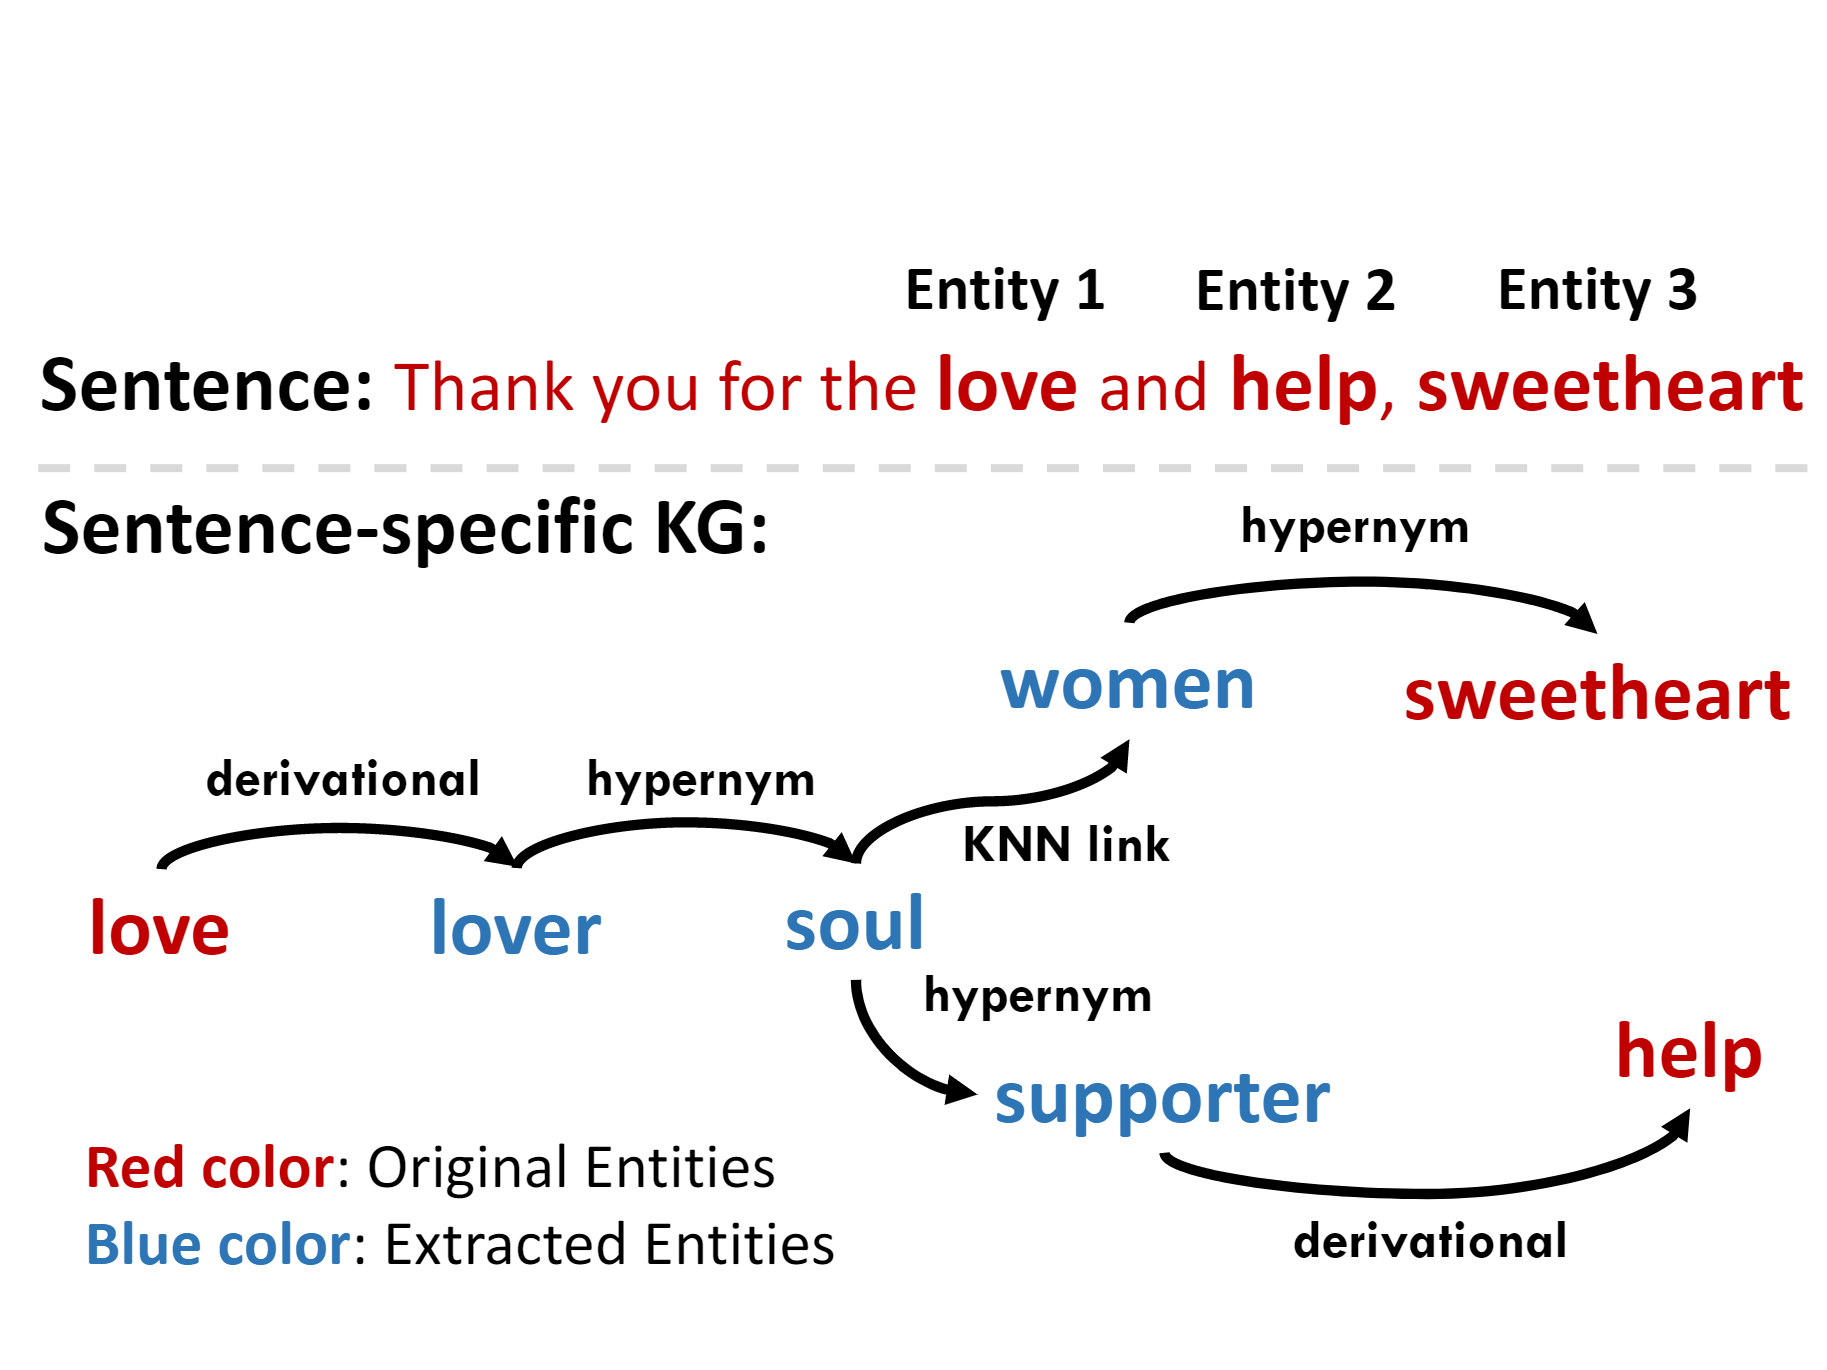 Entity 1 Entity 2 Entity 3
Sentence: Thank you for the love and help, sweetheart
Sentence-specific KG:
hypernym
women
sweetheart
derivational
hypernym
KNN link
love
lover
soul
hypernym
help
supporter
derivational
Red color: Original Entities
Blue color: Extracted Entities